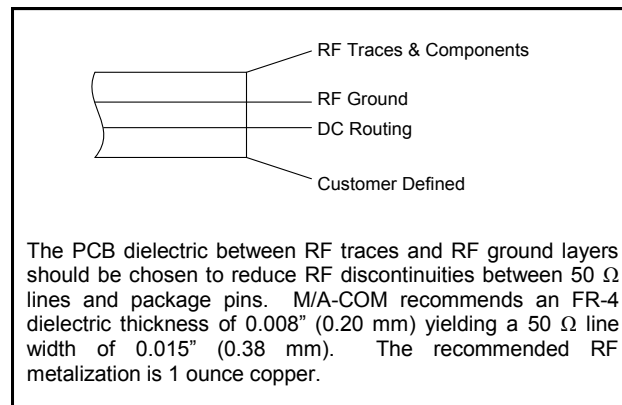 RF Traces & Components
RF Ground
DC Routing
Customer Defined
The PCB dielectric between RF traces and RF ground layers
should be chosen to reduce RF discontinuities between 50 Ω
lines and package pins. M/A-COM recommends an FR-4
dielectric thickness of 0.008” (0.20 mm) yielding a 50 Ω line
width of 0.015” (0.38 mm). The recommended RF
metalization is 1 ounce copper.